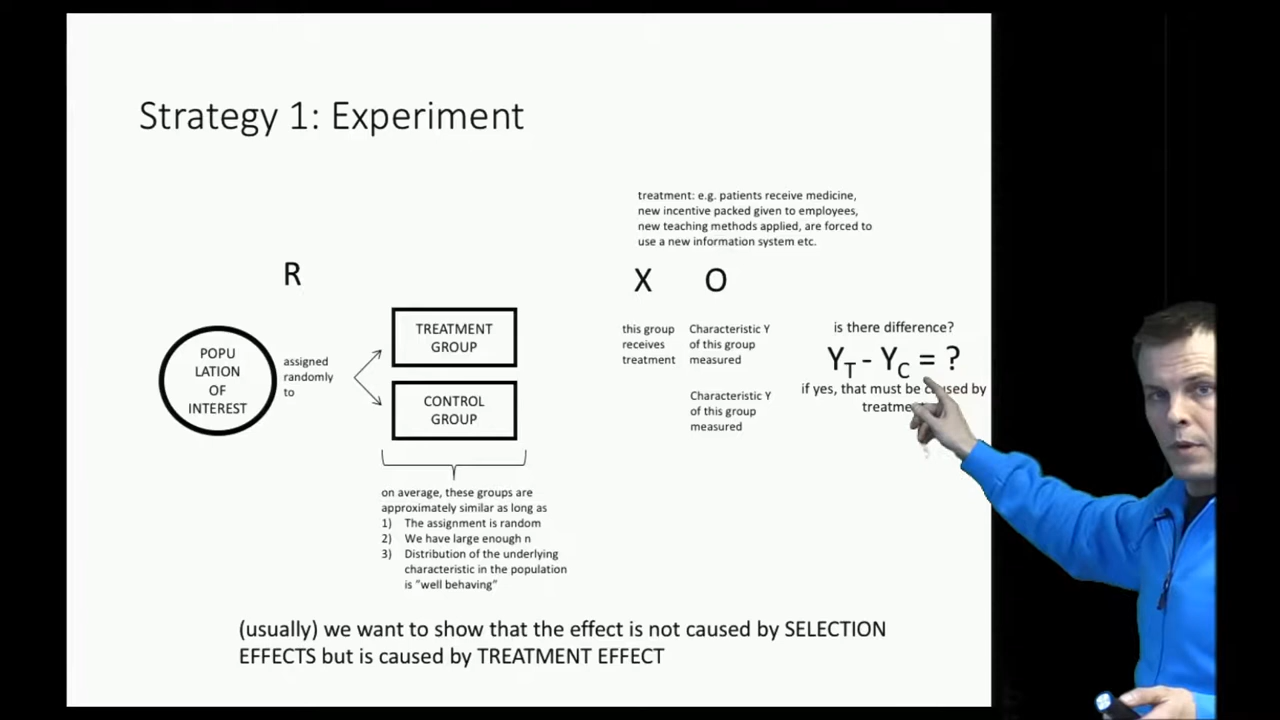 Strategy 1: Experiment
treatment: e.g. patients receive medicine,
new incentive packed given to employees,
new teaching methods applied, are forced to
use a new information system etc.
R
X O
POPU
LATION
OF
INTEREST
assigned
randomly
to
TREATMENT
GROUP
CONTROL
GROUP
this group
receives
treatment
Characteristic Y
of this group
measured
Characteristic Y
of this group
measured
is there difference?
YT - YC = ?
if yes, that must be caused by
treatment
on average, these groups are
approximately similar as long as
1) The assignment is random
2) We have large enough n
3) Distribution of the underlying
characteristic in the population
is “well behaving”
(usually) we want to show that the effect is not caused by SELECTION
EFFECTS but is caused by TREATMENT EFFECT